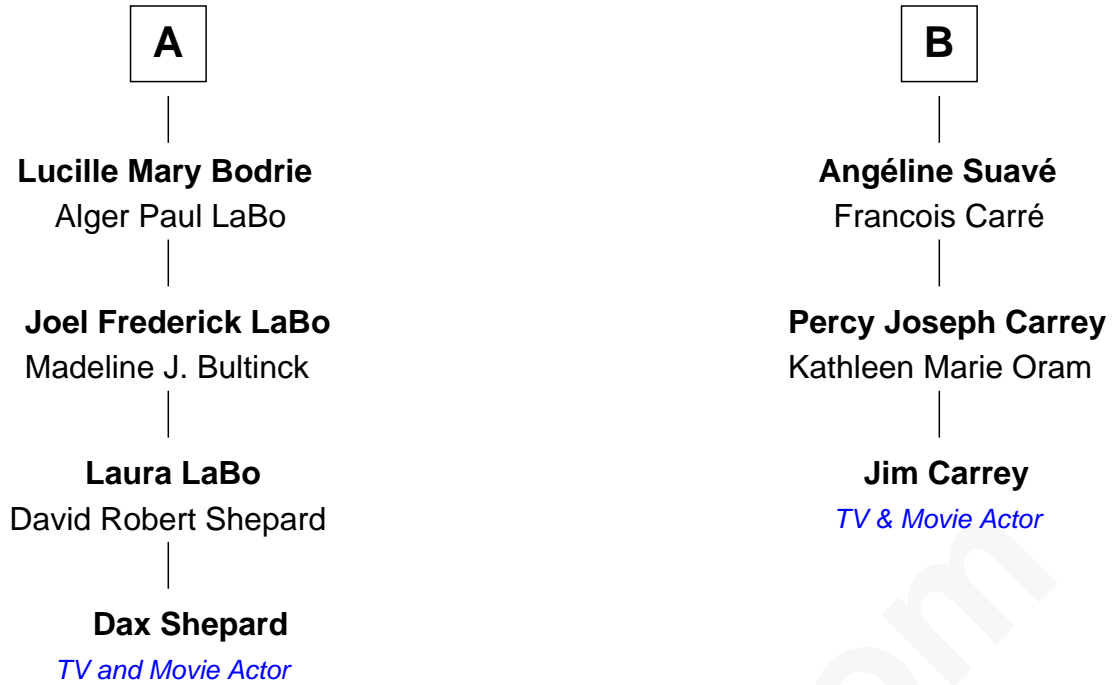 A
Lucille Mary Bodrie
Alger Paul LaBo
Joel Frederick LaBo
Madeline J. Bultinck
Laura LaBo
David Robert Shepard
Dax Shepard
TV and Movie Actor
B
Angéline Suavé
Francois Carré
Percy Joseph Carrey
Kathleen Marie Oram
Jim Carrey
TV & Movie Actor
om